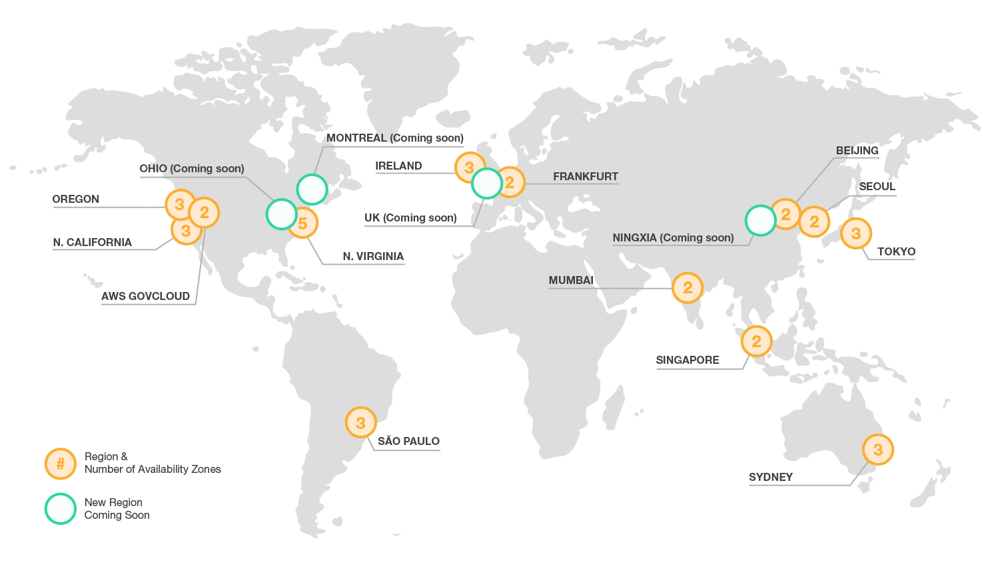 MONTREAL (Coming soon)
OHIO (Coming soon)
IRELAND
3
2
FRANKFURT
BEIJING
SEOUL
OREGON
3
2
3
5
UK (Coming soon)
2
2
3
N. CALIFORNIA
N. VIRGINIA
NINGXIA (Coming soon)
TOKYO
AWS GOVCLOUD
MUMBAI
2
2
SINGAPORE
3
SÃO PAULO
3
SYDNEY
#
Region &
Number of Availability Zones
New Region
Coming Soon